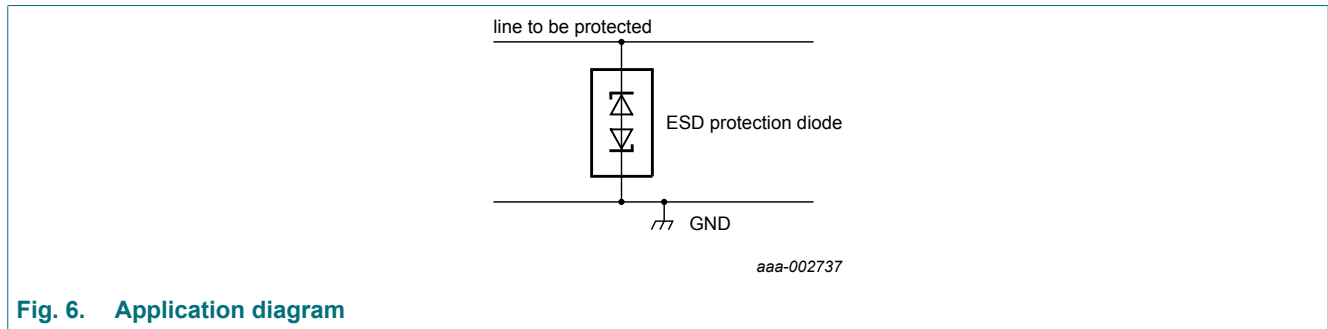 line to be protected
ESD protection diode
GND
aaa-002737
Fig. 6. Application diagram